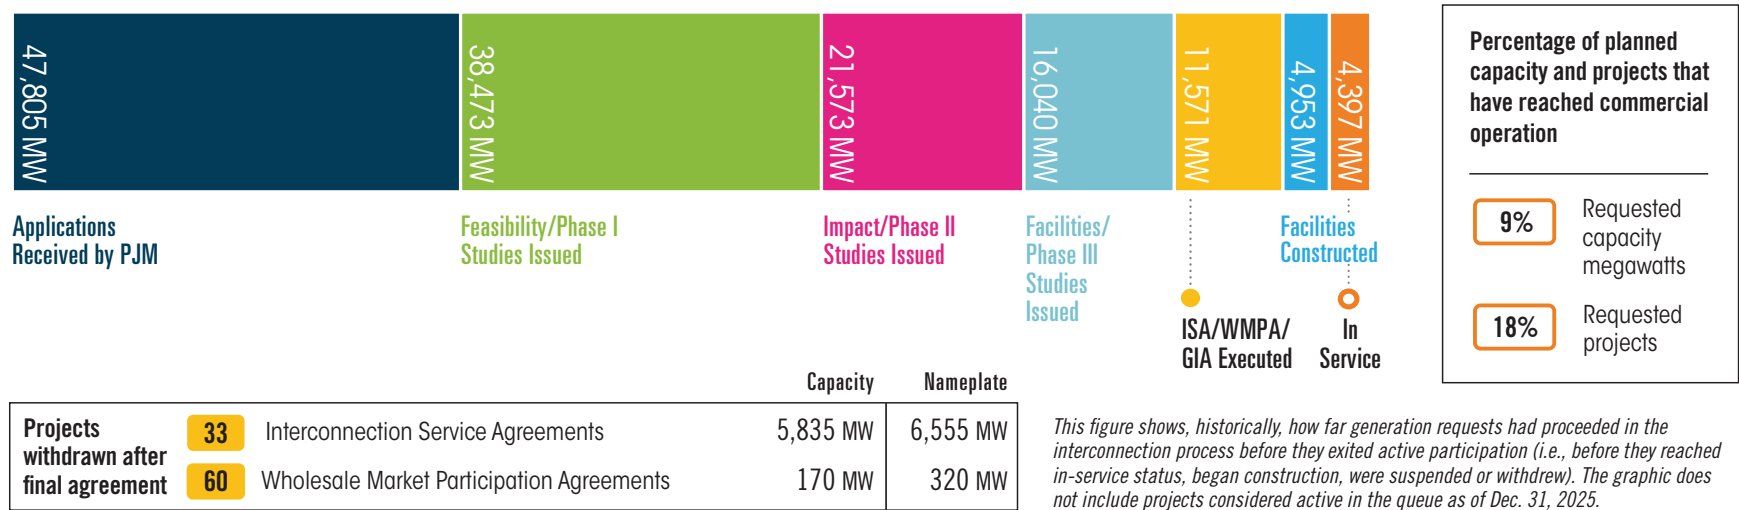 47,805 MW
38,473 MW
21,573 MW
16,040 MW
11,571 MW
4,953 MW
4,397 MW
Applications
Received by PJM
Feasibility/Phase I
Studies Issued
Impact/Phase II
Studies Issued
Facilities/
Phase III
Studies
Issued
ISA/WMPA/
GIA Executed
Facilities
Constructed
In
Service
Percentage of planned
capacity and projects that
have reached commercial
operation
9%
Requested
capacity
megawatts
18%
Requested
projects
Capacity Nameplate
Projects
withdrawn after
final agreement
33 Interconnection Service Agreements 5,835 MW 6,555 MW
60 Wholesale Market Participation Agreements 170 MW 320 MW
This figure shows, historically, how far generation requests had proceeded in the
interconnection process before they exited active participation (i.e., before they reached
in-service status, began construction, were suspended or withdrew). The graphic does
not include projects considered active in the queue as of Dec. 31, 2025.